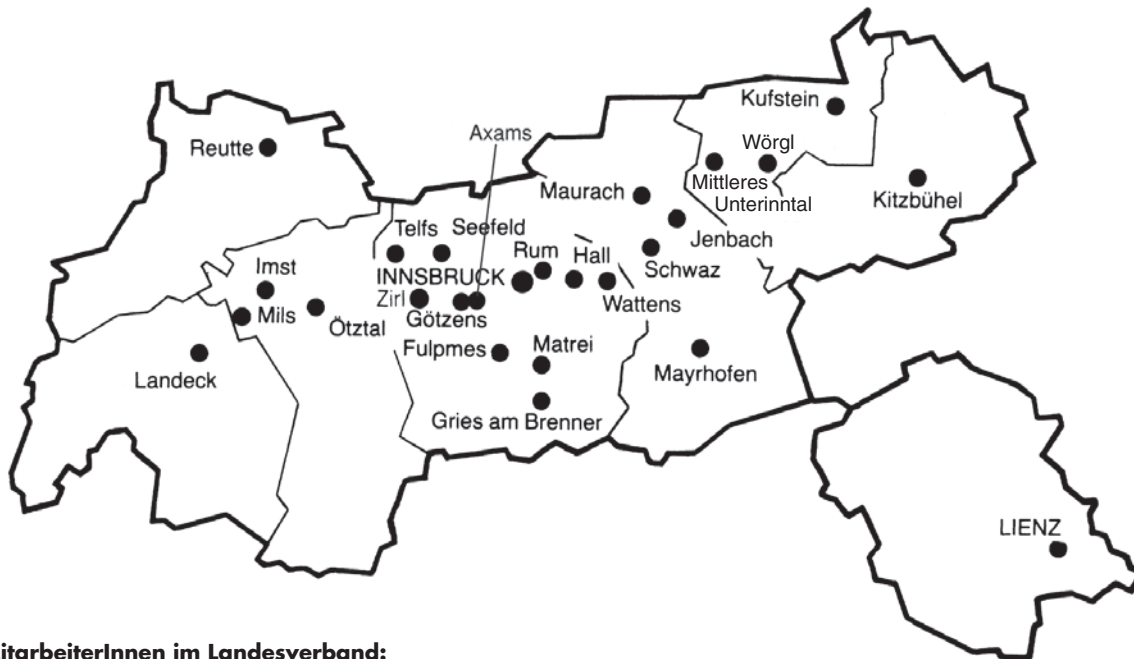 Kufstein
Axams
Reutte
Wörgl
Mittleres
Unterinntal
Kitzbühel
Maurach
Telfs
Seefeld
Jenbach
Rum
Hall
Schwaz
Imst
INNSBRUCK
Zirl
Wattens
Mils
Ötztal
Götzens
Fulpmes
Matrei
Mayrhofen
Landeck
Gries am Brenner
LIENZ
itarbeiterInnen im Landesverband: